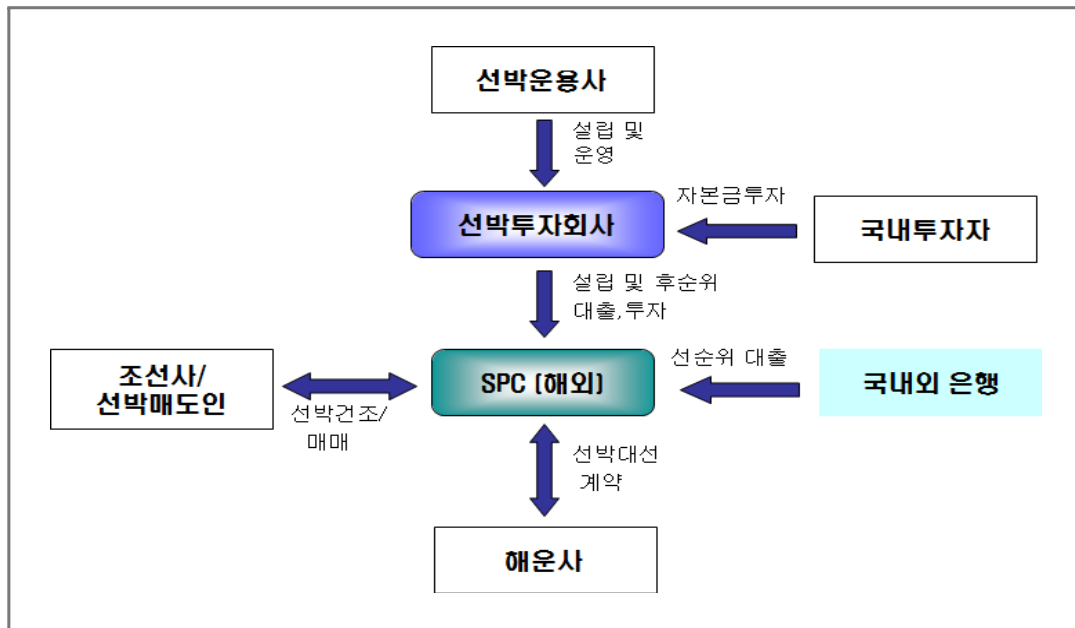 선박운용사
설립 및
운영
선박투자회사
자본금투자
국내투자자
설립 및 후순위
대출,투자
조선사/
선박매도인
선박건조/
매매
SPC (해외)
선순위 대출
국내외 은행
선박대선
계약
해운사